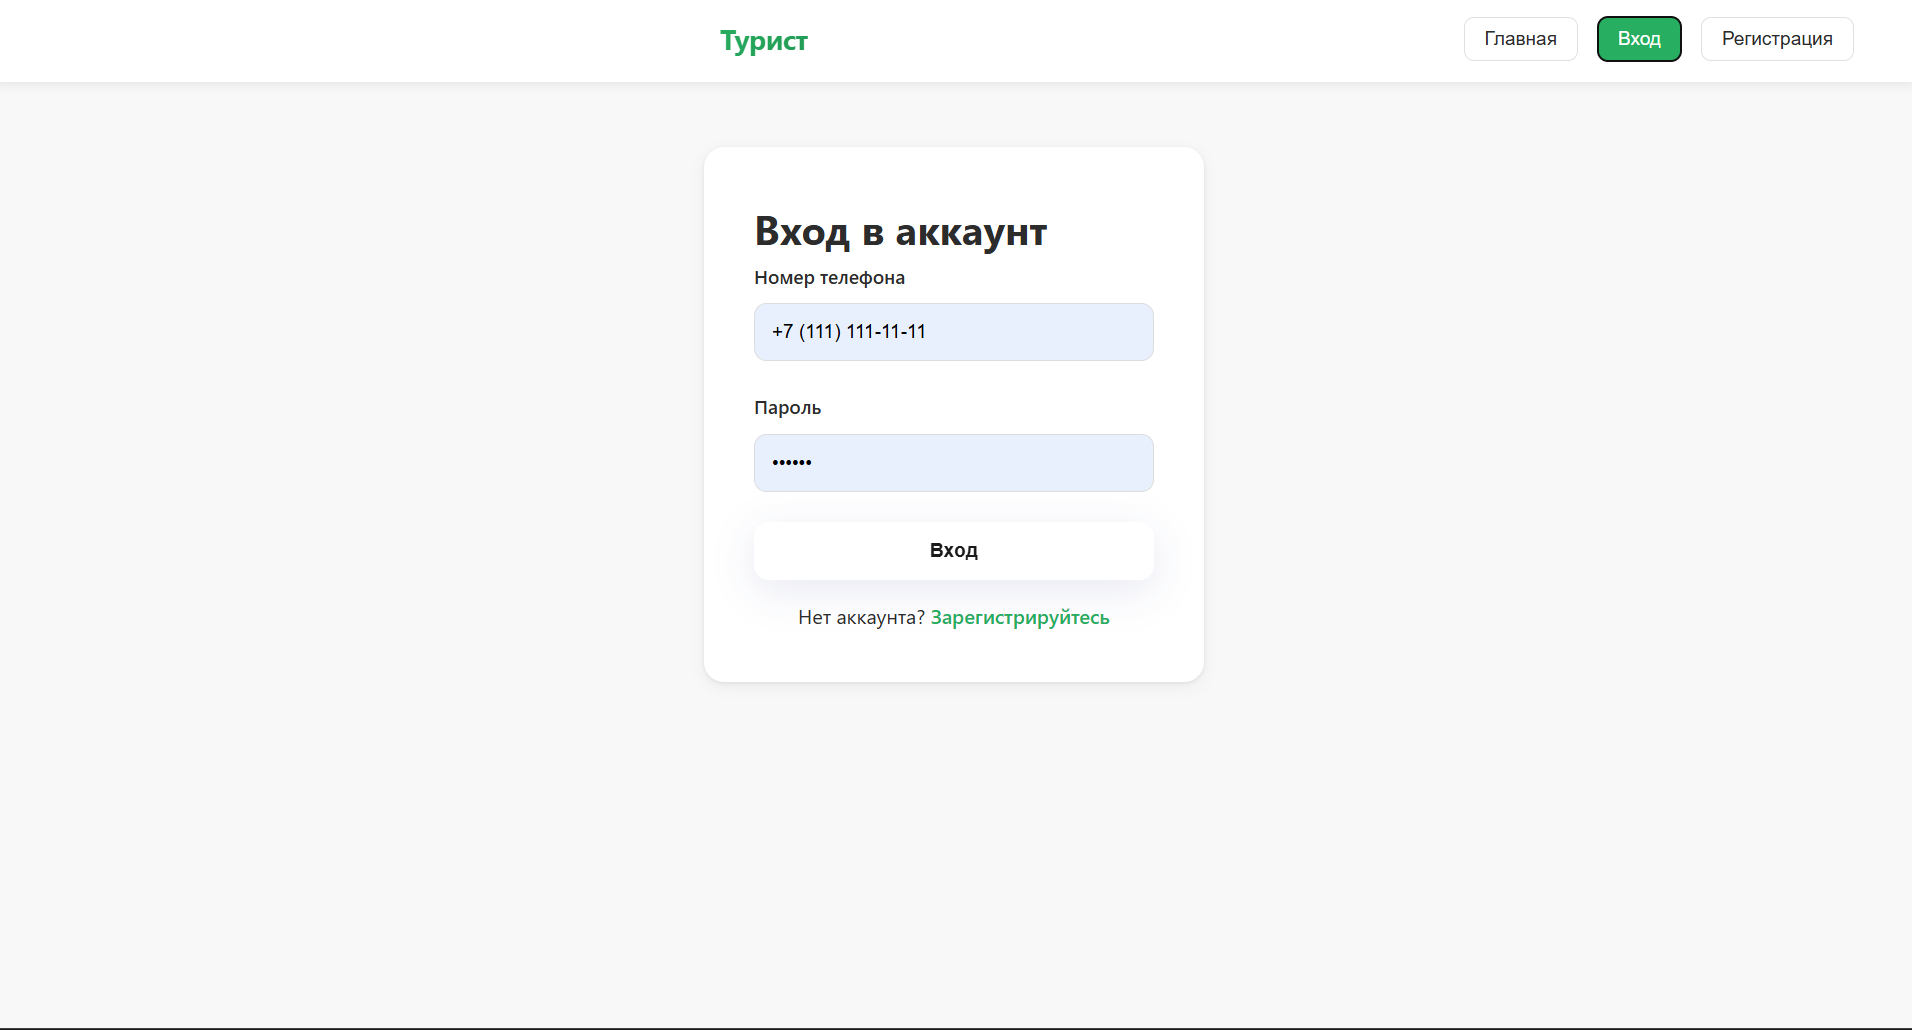 Турист
Главная
Вход
Регистрация
Вход в аккаунт
Номер телефона
+7 (111) 111-11-11
Пароль
••••••
Вход
Нет аккаунта? Зарегистрируйтесь